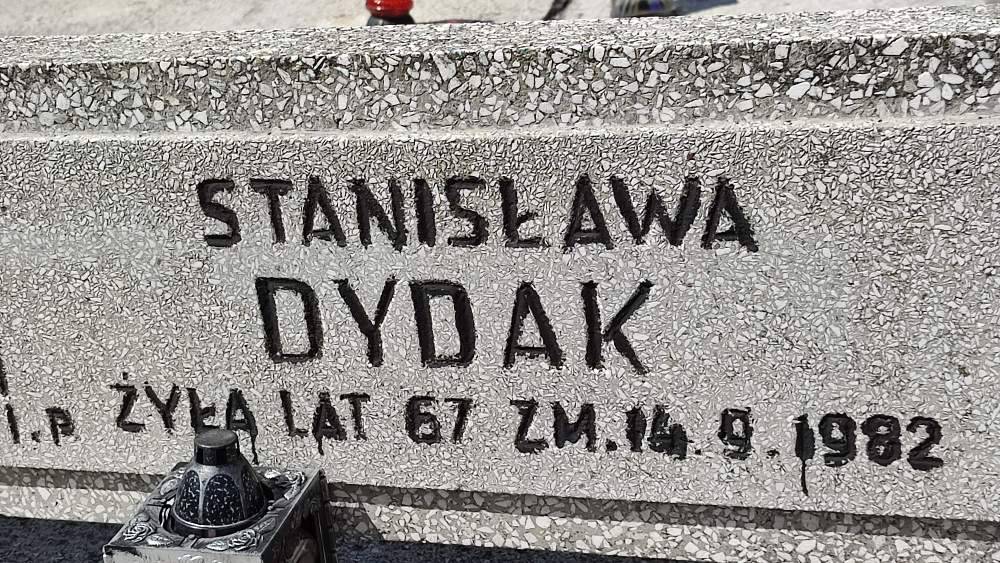 STANISŁAWA
DYDAK
ŻYŁA LAT 67 ZM. 14. 9. 1982